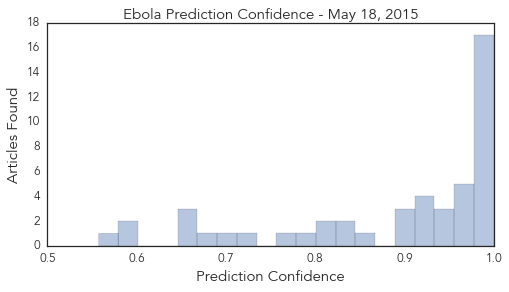 Ebola Prediction Confidence - May 18, 2015
Articles Found
18
16
14
12
10
8
6
4
2
0
0.5 0.6 0.7 0.8 0.9 1.0
Prediction Confidence